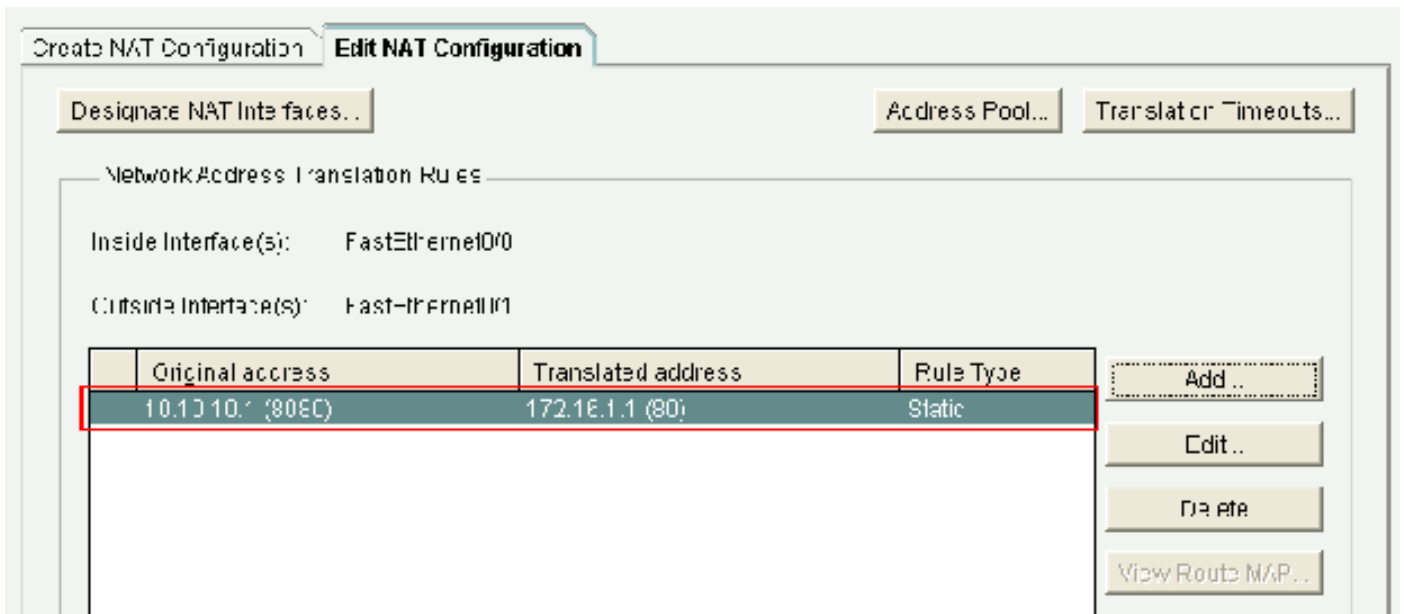 Create NAT Configuration Edit NAT Configuration
Designate NAT Interfaces... Address Pool... Translation Timeouts...
Network Address Translation Rules
Inside Interface(s): FastEthernet0/0
Outside Interface(s): FastEthernet0/1
Original address Translated address Rule Type
10.10.10.1 (8080) 172.16.1.1 (80) Static
Add...
Edit...
Delete
View Route MAP...